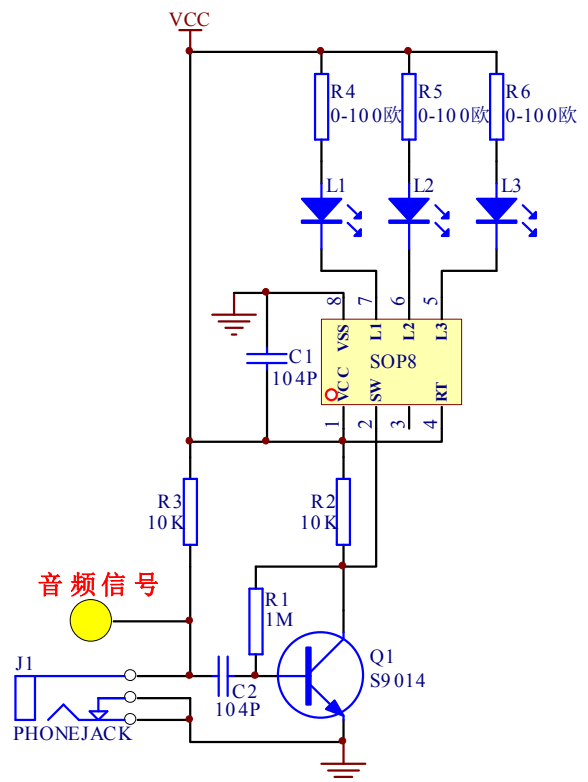 VCC
R4
0-100欧
R5
0-100欧
R6
0-100欧
L1
L2
L3
8
7
6
5
VSS
L1
L2
L3
C1
104P
SOP8
VCC
SW
RT
1
2
3
4
R3
10K
R2
10K
音频信号
R1
1M
J1
Q1
S9014
C2
104P
PHONEJACK